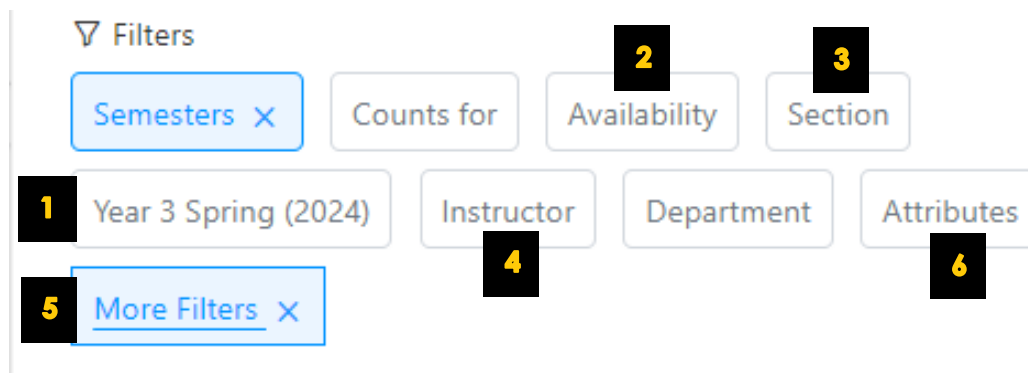 Filters
2 3
Semesters × Counts for Availability Section
1 Year 3 Spring (2024) Instructor Department Attributes
4 6
5 More Filters ×